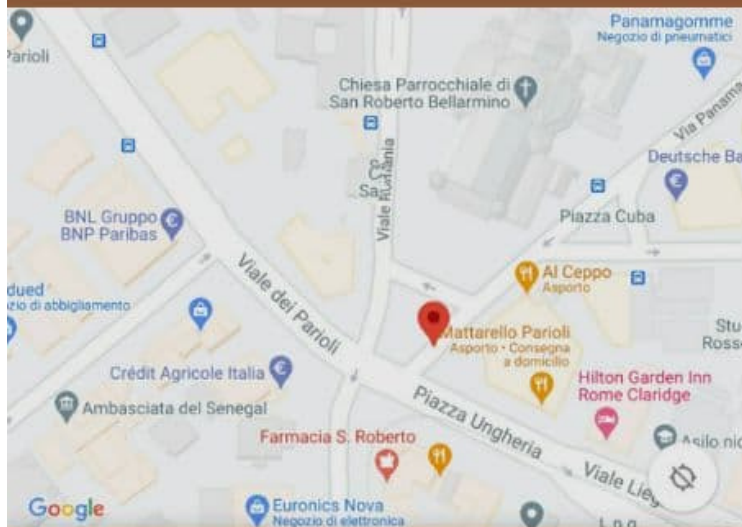 Panamagomme
Negozio di pneumatici
Parioli
Chiesa Parrocchiale di
San Roberto Bellarmino
Via Panama
Viale Romania
Deutsche Ba
BNL Gruppo
BNP Paribas
Piazza Cuba
Viale dei Parioli
Al Ceppo
Asporto
dued
zio di abbigliamento
Mattarello Parioli
Asporto · Consegna
a domicilio
Stu
Rosse
Crédit Agricole Italia
Hilton Garden Inn
Rome Claridge
Ambasciata del Senegal
Piazza Ungheria
Farmacia S. Roberto
Asilo nid
Viale Lieg
Google
Euronics Nova
Negozio di elettronica